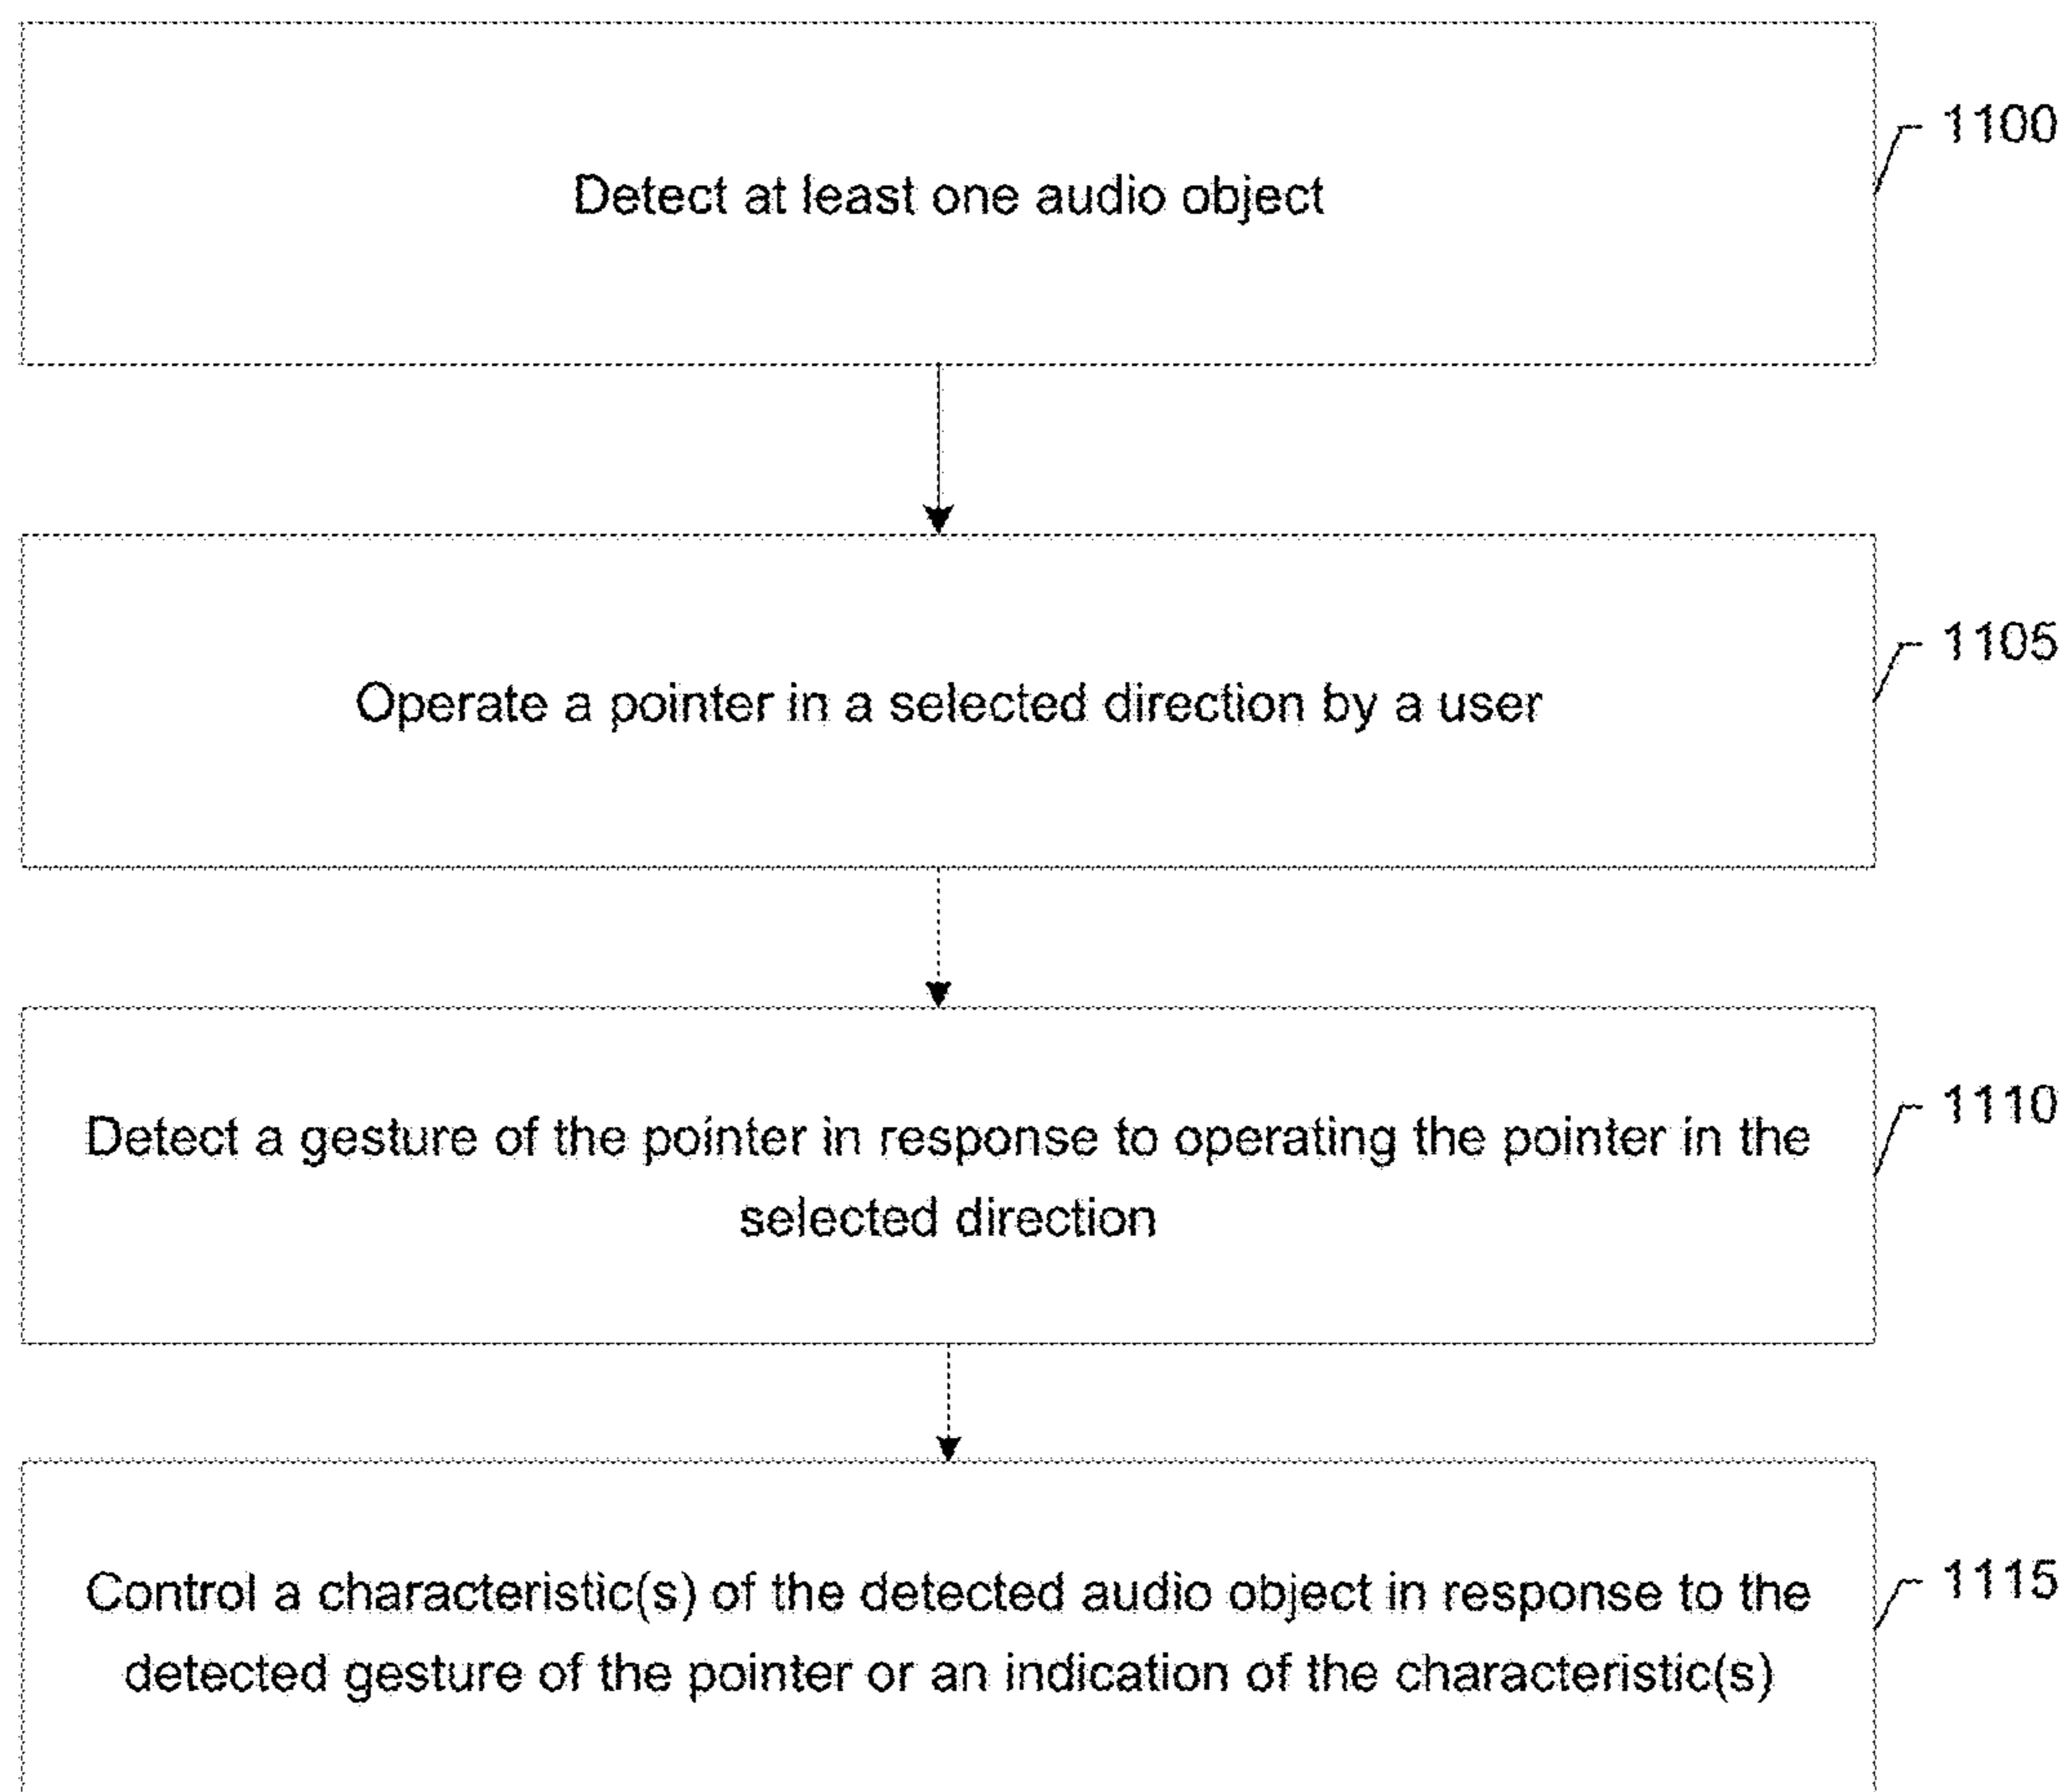 Detect at least one audio object
1100
Operate a pointer in a selected direction by a user
1105
Detect a gesture of the pointer in response to operating the pointer in the
selected direction
1110
Control a characteristic(s) of the detected audio object in response to the
detected gesture of the pointer or an indication of the characteristic(s)
1115